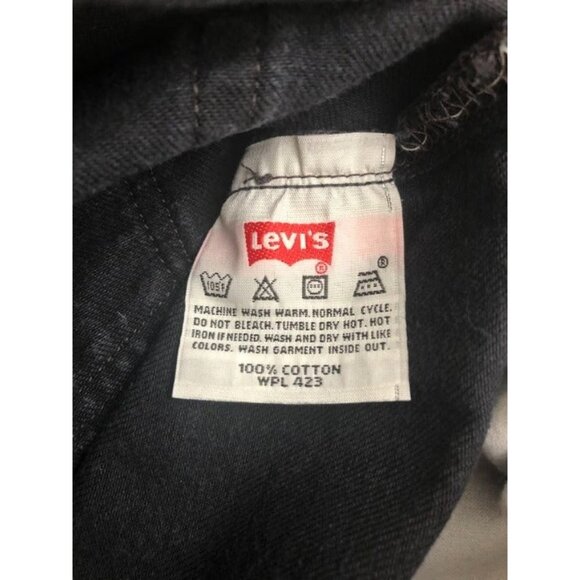 Levi's
®
®
105F
MACHINE WASH WARM. NORMAL CYCLE.
DO NOT BLEACH. TUMBLE DRY HOT. HOT
IRON IF NEEDED. WASH AND DRY WITH LIKE
COLORS. WASH GARMENT INSIDE OUT.
100% COTTON
WPL 423